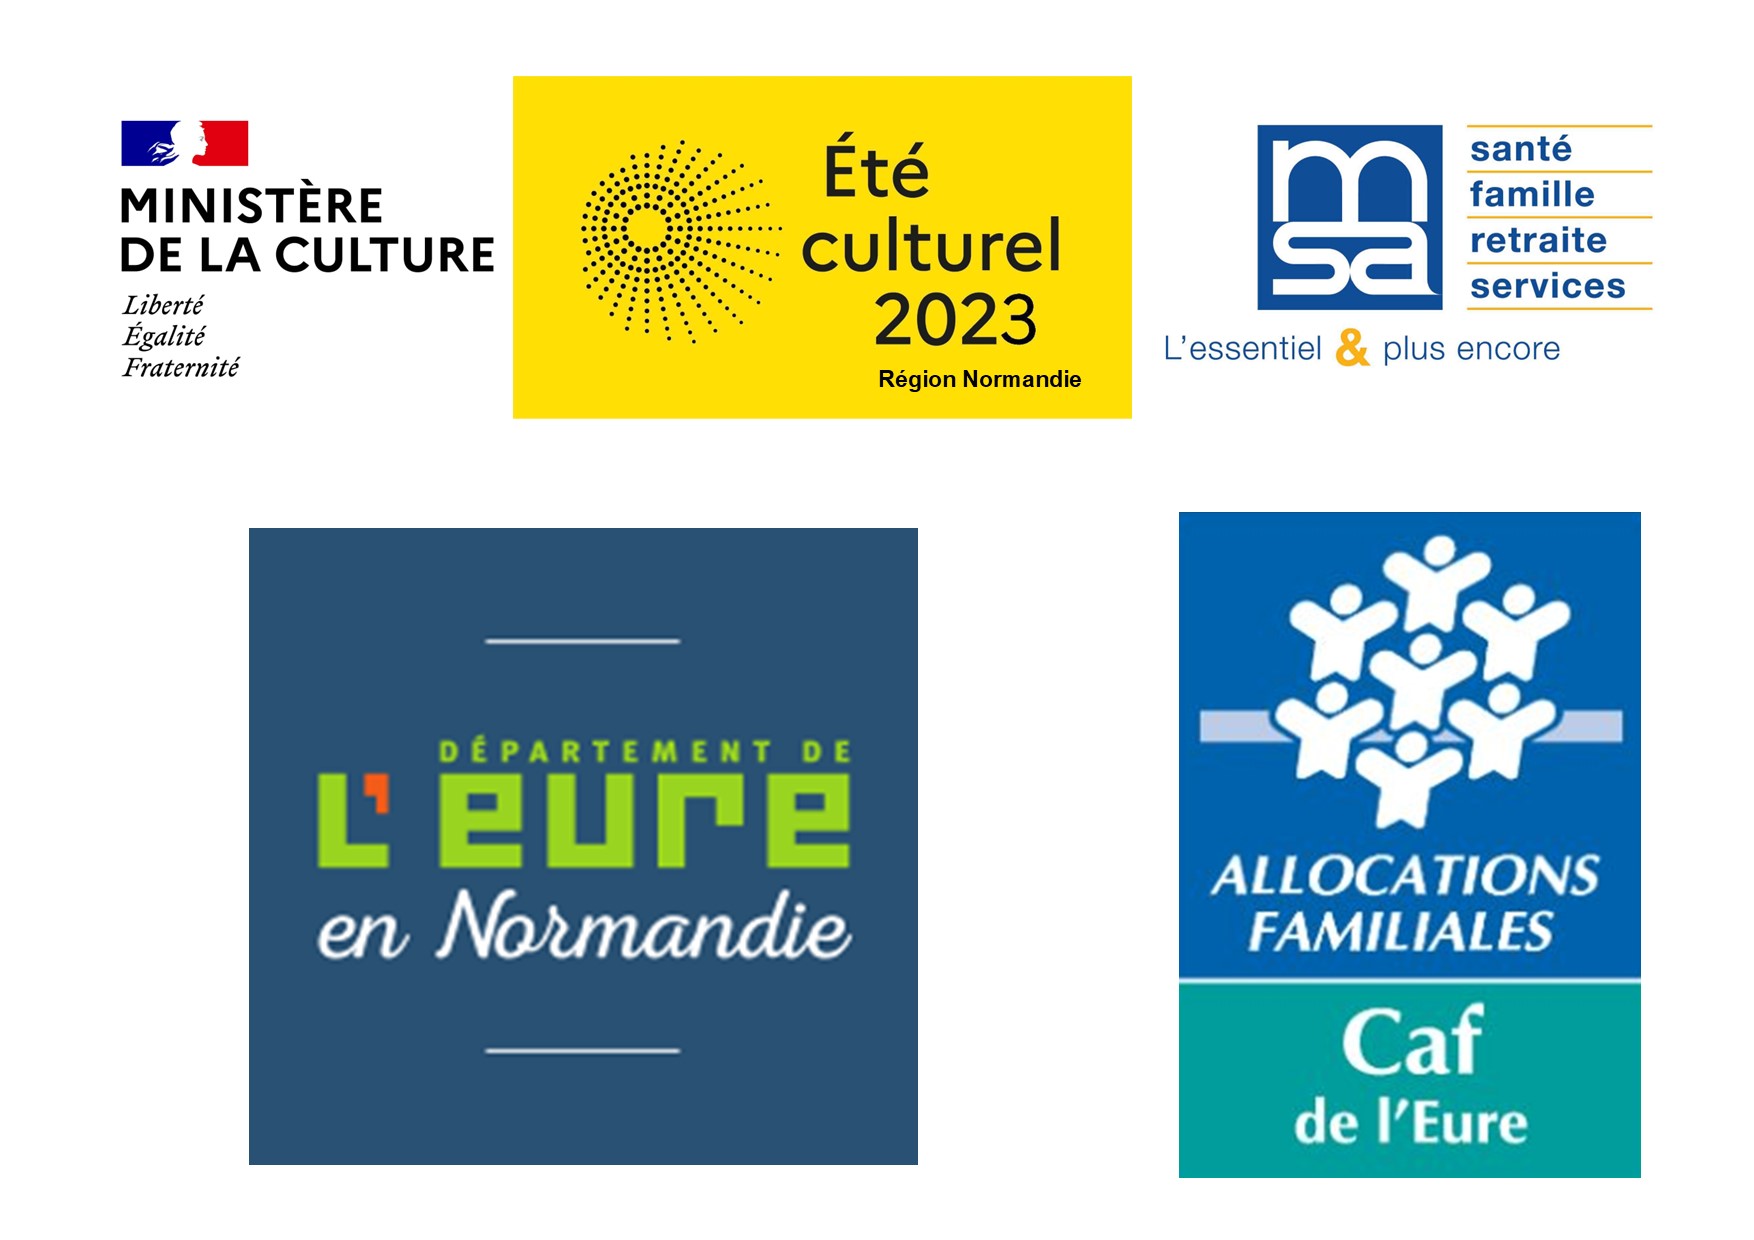 MINISTÈRE
DE LA CULTURE
Liberté
Égalité
Fraternité
Été
culturel
2023
Région Normandie
msa
santé
famille
retraite
services
L'essentiel & plus encore
DÉPARTEMENT DE
L'eure
en Normandie
ALLOCATIONS
FAMILIALES
Caf
de l'Eure